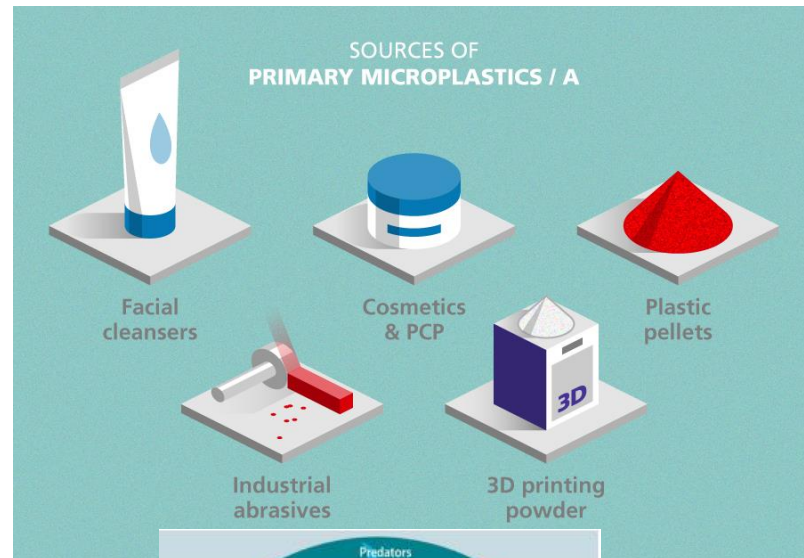 SOURCES OF
PRIMARY MICROPLASTICS / A
Facial
cleansers
Cosmetics
& PCP
Plastic
pellets
3D
Industrial
abrasives
3D printing
powder
Predators